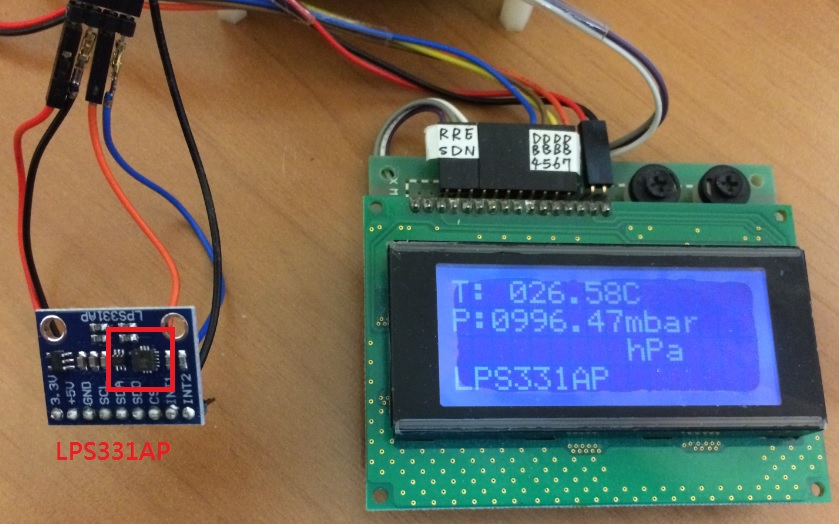 RRE
SDN
DDDD
BBBB
4567
T: 026.58C
P:0996.47mbar
hPa
LPS331AP
LPS331AP
3.3V
+5V
GND
SCL
SDA
SDO
CS
INT1
INT2
LPS331AP